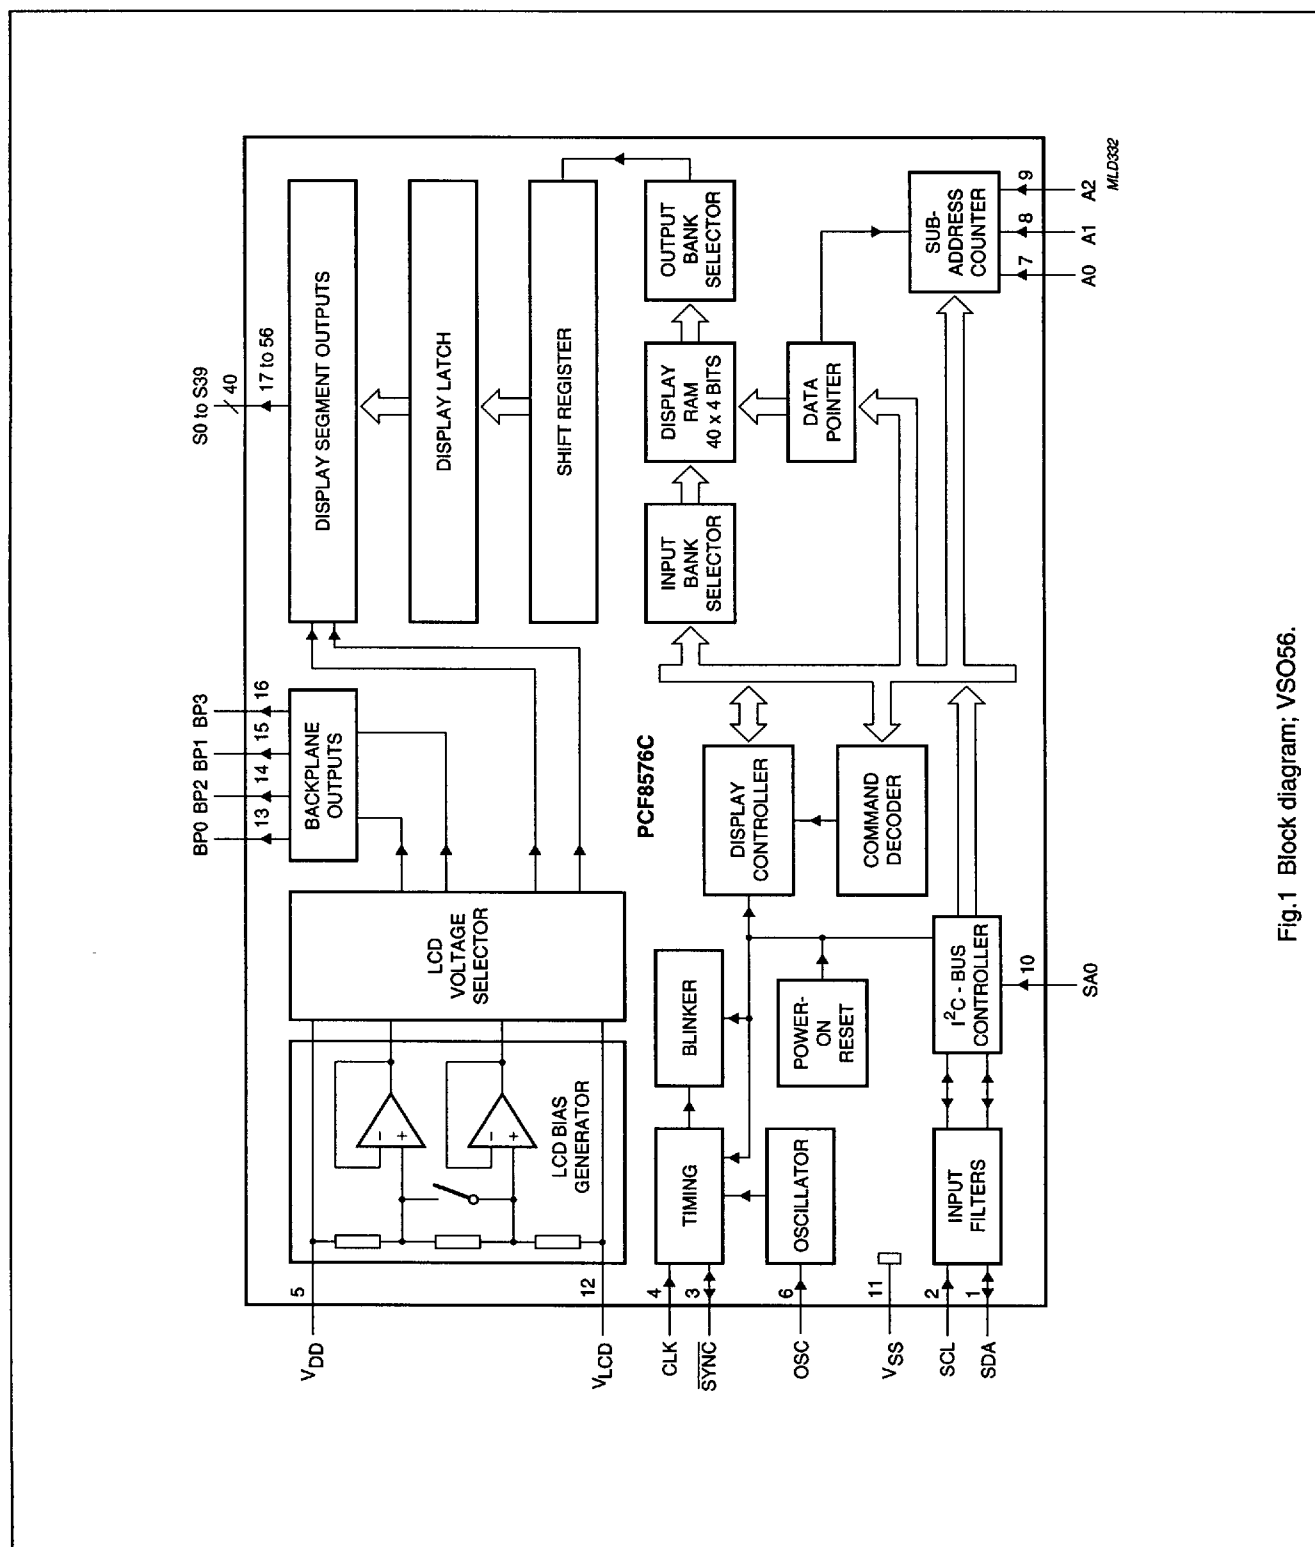 S0 to S39
40
17 to 56
BP0
BP2
BP1
BP3
13
14
15
16
BACKPLANE
OUTPUTS
DISPLAY SEGMENT OUTPUTS
DISPLAY LATCH
SHIFT REGISTER
VDD
5
VLCD
12
LCD BIAS
GENERATOR
-
+
-
+
LCD
VOLTAGE
SELECTOR
CLK
4
SYNC
3
TIMING
BLINKER
OSC
6
OSCILLATOR
POWER-
ON
RESET
VSS
11
SCL
2
SDA
1
INPUT
FILTERS
I²C - BUS
CONTROLLER
10
SA0
PCF8576C
DISPLAY
CONTROLLER
COMMAND
DECODER
INPUT
BANK
SELECTOR
DISPLAY
RAM
40 x 4 BITS
OUTPUT
BANK
SELECTOR
DATA
POINTER
SUB-
ADDRESS
COUNTER
7
8
9
A0
A1
A2
MLD332
Fig.1 Block diagram; VSO56.